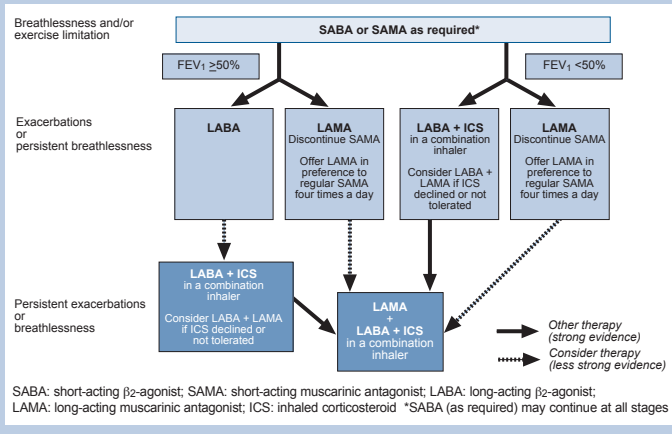 Breathlessness and/or
exercise limitation
SABA or SAMA as required*
FEV1 ≥50%
FEV1 <50%
Exacerbations
or
persistent breathlessness
LABA
LAMA
Discontinue SAMA
Offer LAMA in
preference to
regular SAMA
four times a day
LABA + ICS
in a combination
inhaler
Consider LABA +
LAMA if ICS
declined or not
tolerated
LAMA
Discontinue SAMA
Offer LAMA in
preference to
regular SAMA
four times a day
Persistent exacerbations
or
breathlessness
LABA + ICS
in a combination
inhaler
Consider LABA + LAMA
if ICS declined or
not tolerated
LAMA
+
LABA + ICS
in a combination
inhaler
Other therapy
(strong evidence)
Consider therapy
(less strong evidence)
SABA: short-acting β2-agonist; SAMA: short-acting muscarinic antagonist; LABA: long-acting β2-agonist;
LAMA: long-acting muscarinic antagonist; ICS: inhaled corticosteroid *SABA (as required) may continue at all stages